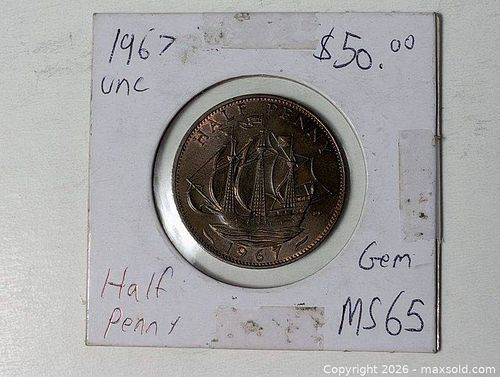 1967
unc
$50.00
HALF PENNY
1967
Gem
MS65
Half
Penny
Copyright © 2026 - maxsold.com